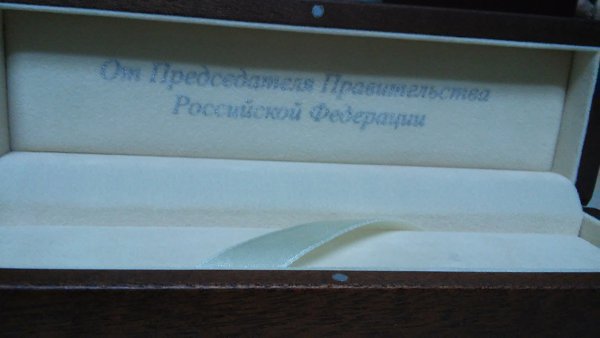 От Председателя Правительства
Российской Федерации